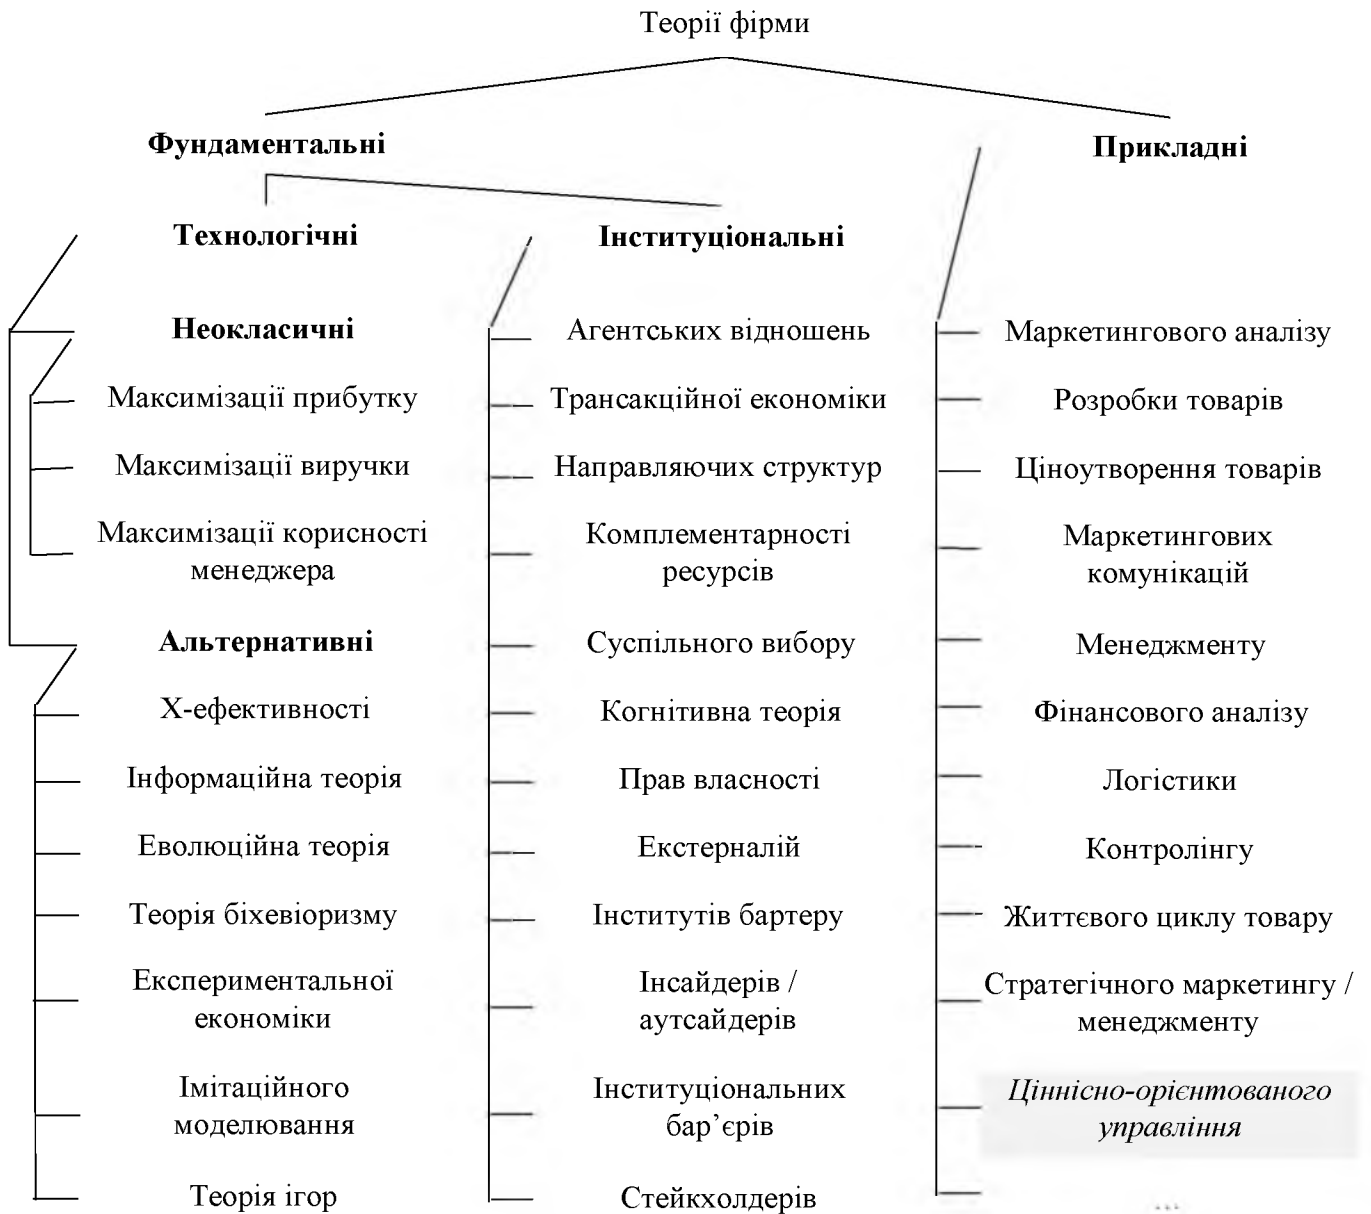 Теорії фірми
Фундаментальні
Прикладні
Технологічні
Інституціональні
Неокласичні
Агентських відношень
Маркетингового аналізу
Максимізації прибутку
Трансакційної економіки
Розробки товарів
Максимізації виручки
Направляючих структур
Ціноутворення товарів
Максимізації корисності
менеджера
Комплементарності
ресурсів
Маркетингових
комунікацій
Альтернативні
Суспільного вибору
Менеджменту
Х-ефективності
Когнітивна теорія
Фінансового аналізу
Інформаційна теорія
Прав власності
Логістики
Еволюційна теорія
Екстерналій
Контролінгу
Теорія біхевіоризму
Інститутів бартеру
Життєвого циклу товару
Експериментальної
економіки
Інсайдерів /
аутсайдерів
Стратегічного маркетингу /
менеджменту
Імітаційного
моделювання
Інституціональних
бар’єрів
Ціннісно-орієнтованого
управління
Теорія ігор
Стейкхолдерів
...